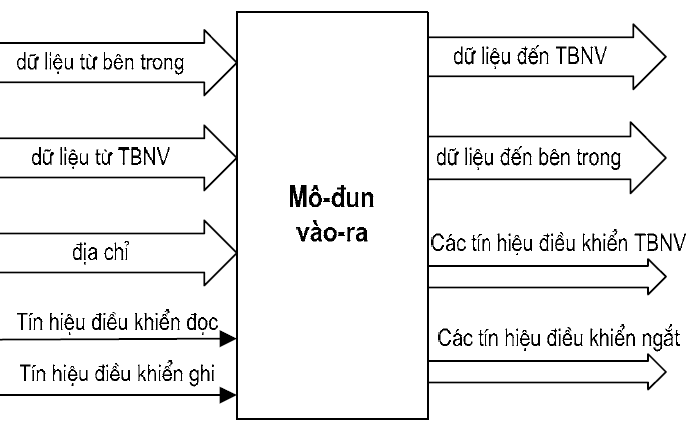 dữ liệu từ bên trong
dữ liệu từ TBNV
địa chỉ
Tín hiệu điều khiển đọc
Tín hiệu điều khiển ghi
Mô-đun
vào-ra
dữ liệu đến TBNV
dữ liệu đến bên trong
Các tín hiệu điều khiển TBNV
Các tín hiệu điều khiển ngắt